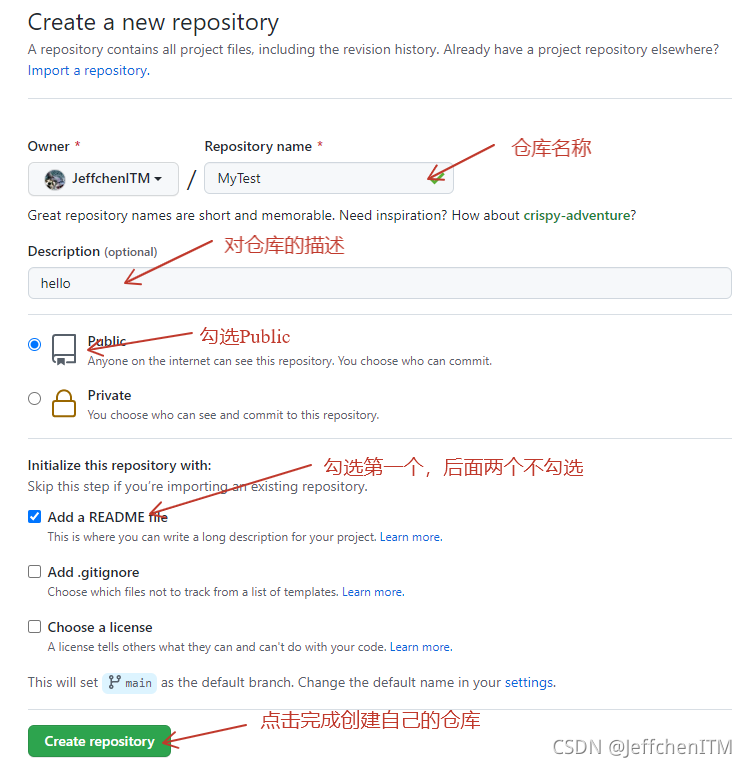 Create a new repository
A repository contains all project files, including the revision history. Already have a project repository elsewhere?
Import a repository.
Owner *
Repository name *
仓库名称
JeffchenITM
/
MyTest
Great repository names are short and memorable. Need inspiration? How about crispy-adventure?
Description (optional)
对仓库的描述
hello
Public
勾选Public
Anyone on the internet can see this repository. You choose who can commit.
Private
You choose who can see and commit to this repository.
Initialize this repository with:
勾选第一个，后面两个不勾选
Skip this step if you're importing an existing repository.
Add a README file
This is where you can write a long description for your project. Learn more.
Add .gitignore
Choose which files not to track from a list of templates. Learn more.
Choose a license
A license tells others what they can and can't do with your code. Learn more.
This will set main as the default branch. Change the default name in your settings.
点击完成创建自己的仓库
Create repository
CSDN @JeffchenITM